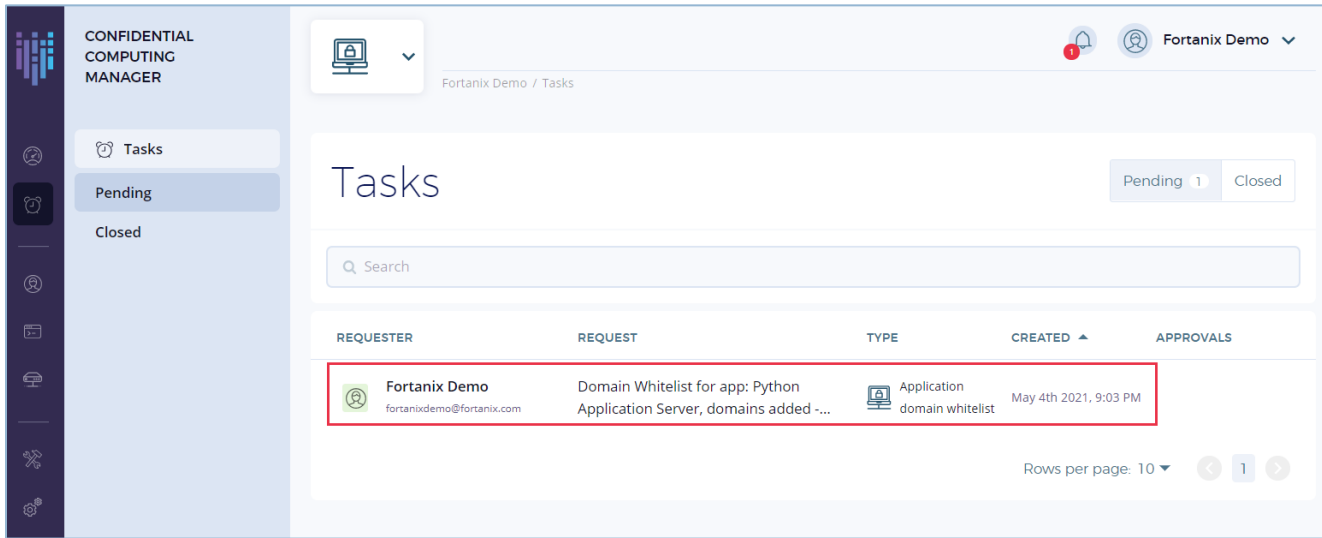 CONFIDENTIAL
COMPUTING
MANAGER
1
Fortanix Demo
Fortanix Demo / Tasks
Tasks
Pending
Closed
Tasks
Pending 1
Closed
Search
REQUESTER
REQUEST
TYPE
CREATED
APPROVALS
Fortanix Demo
fortanixdemo@fortanix.com
Domain Whitelist for app: Python
Application Server, domains added -...
Application
domain whitelist
May 4th 2021, 9:03 PM
Rows per page: 10
1